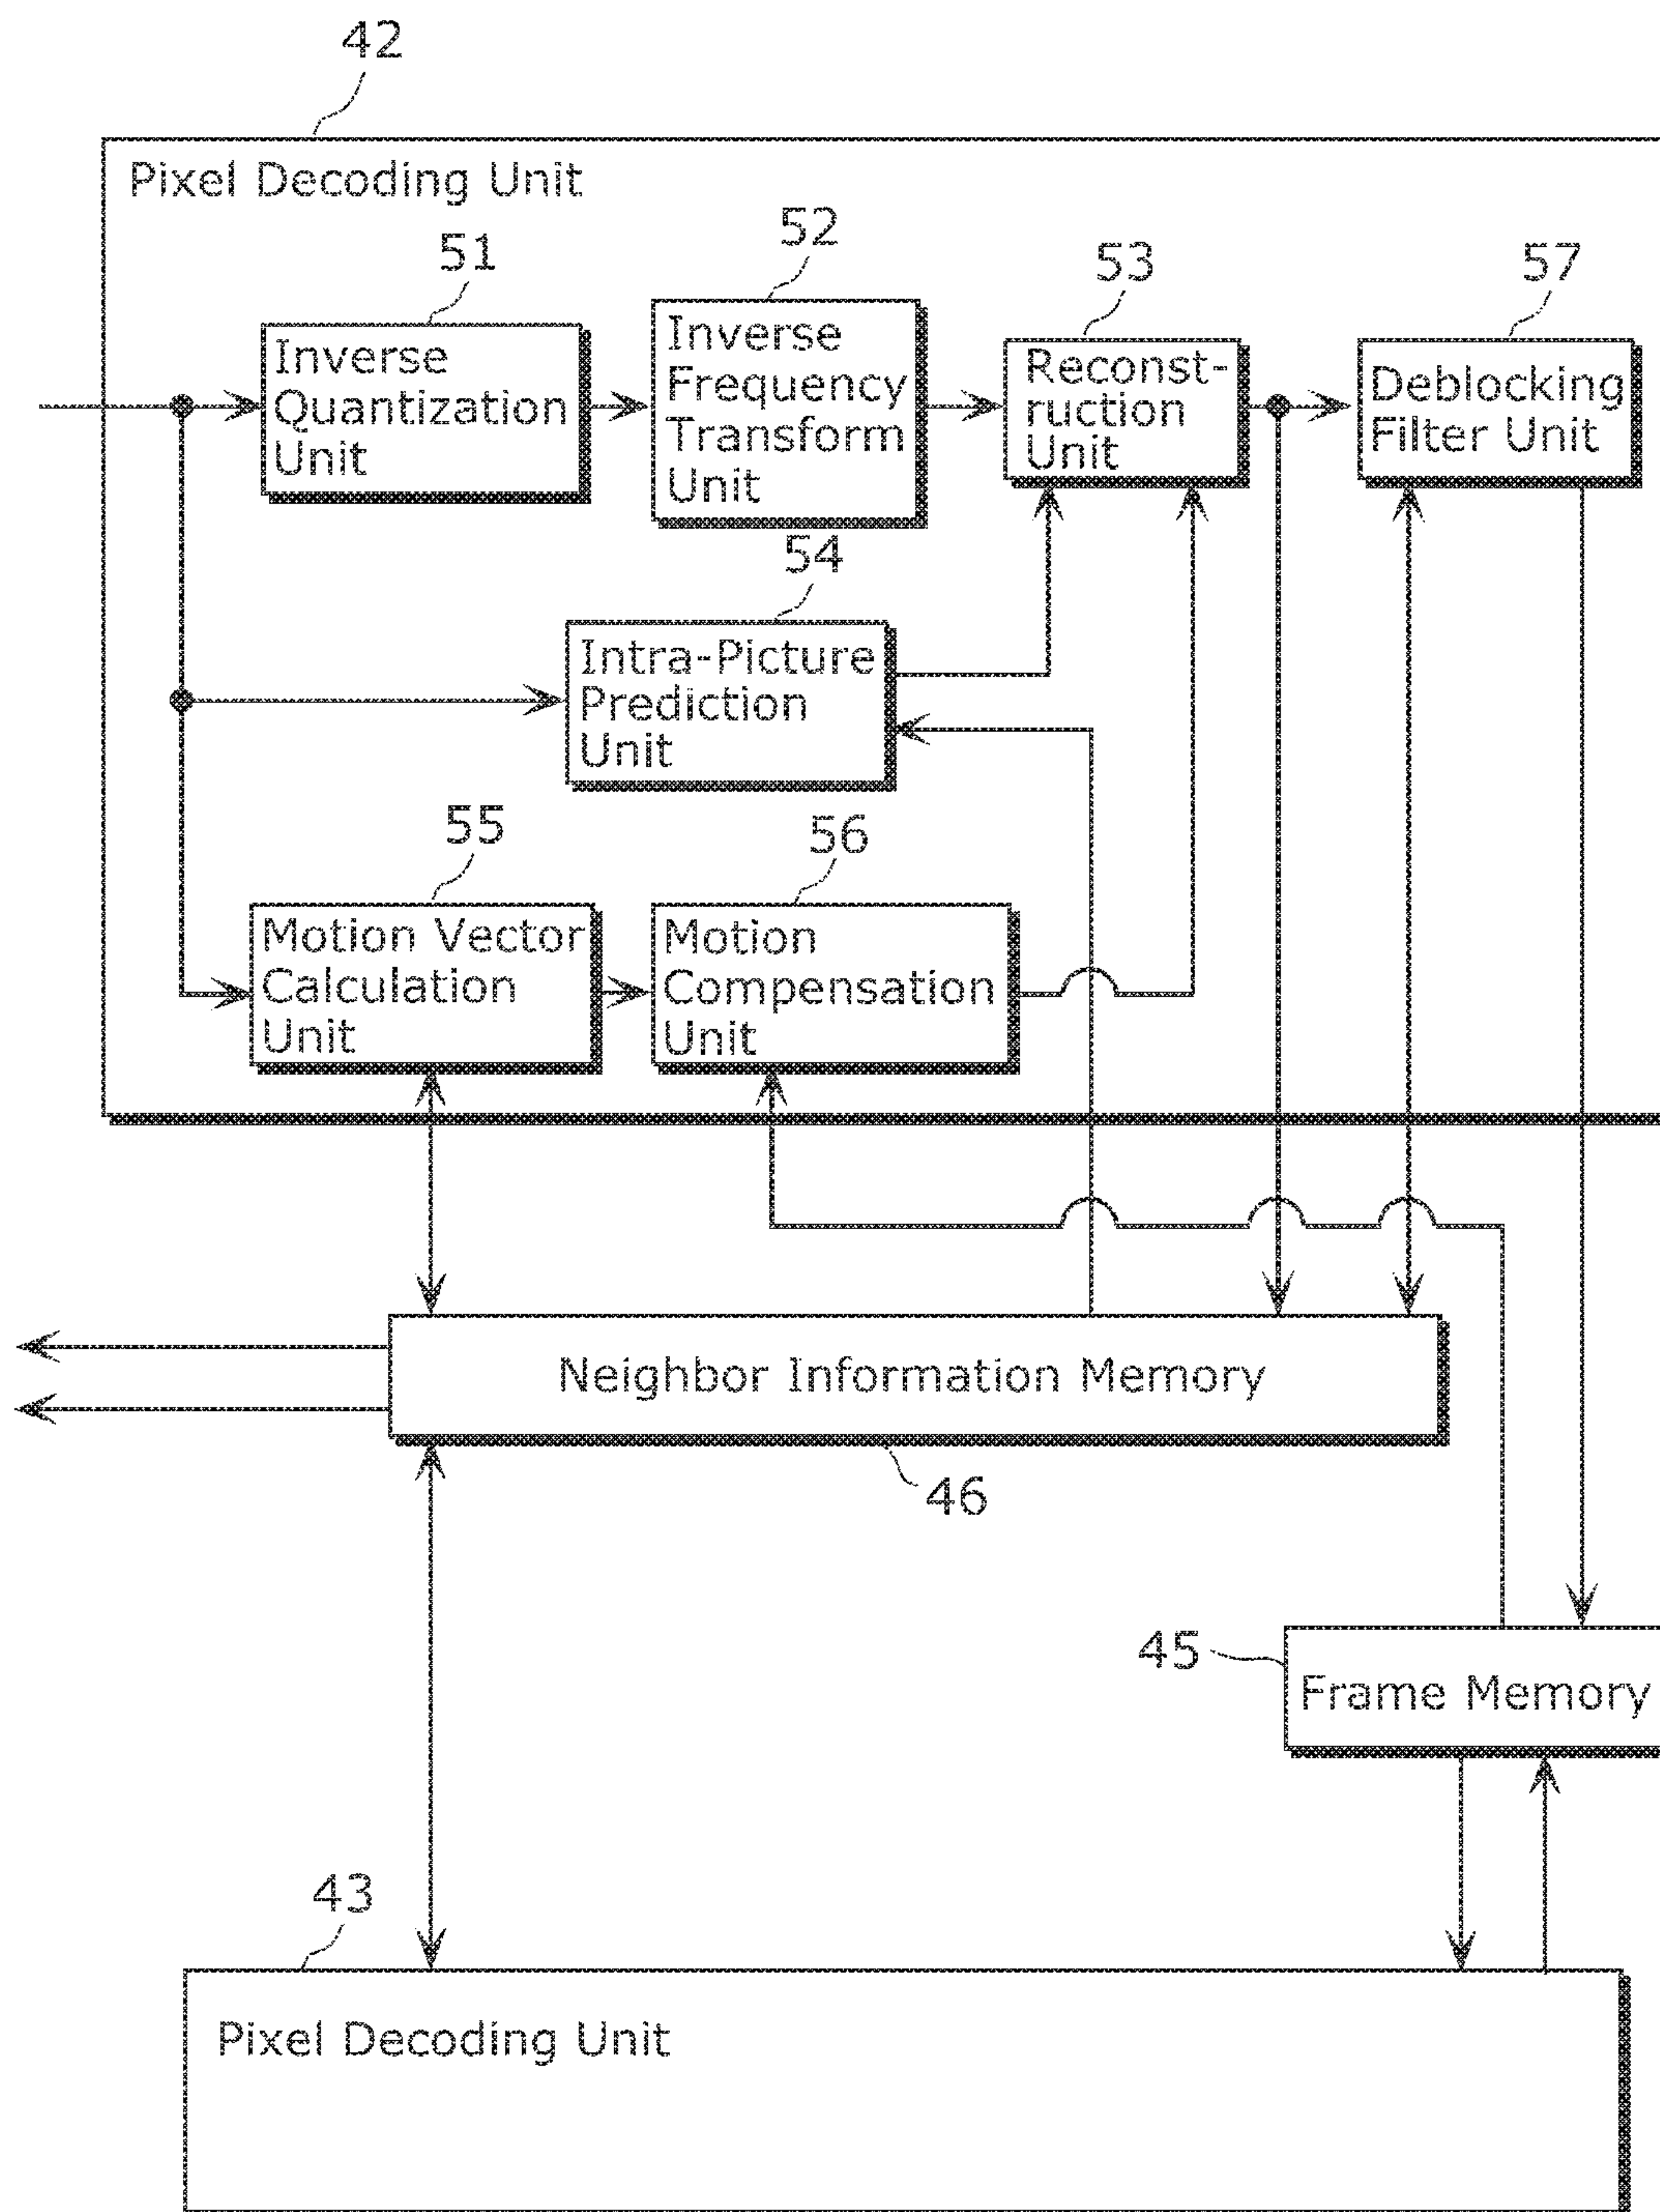 42
Pixel Decoding Unit
51
52
53
57
Inverse
Quantization
Unit
Inverse
Frequency
Transform
Unit
Reconst-
ruction
Unit
Deblocking
Filter Unit
54
Intra-Picture
Prediction
Unit
55
56
Motion Vector
Calculation
Unit
Motion
Compensation
Unit
Neighbor Information Memory
46
45
Frame Memory
43
Pixel Decoding Unit